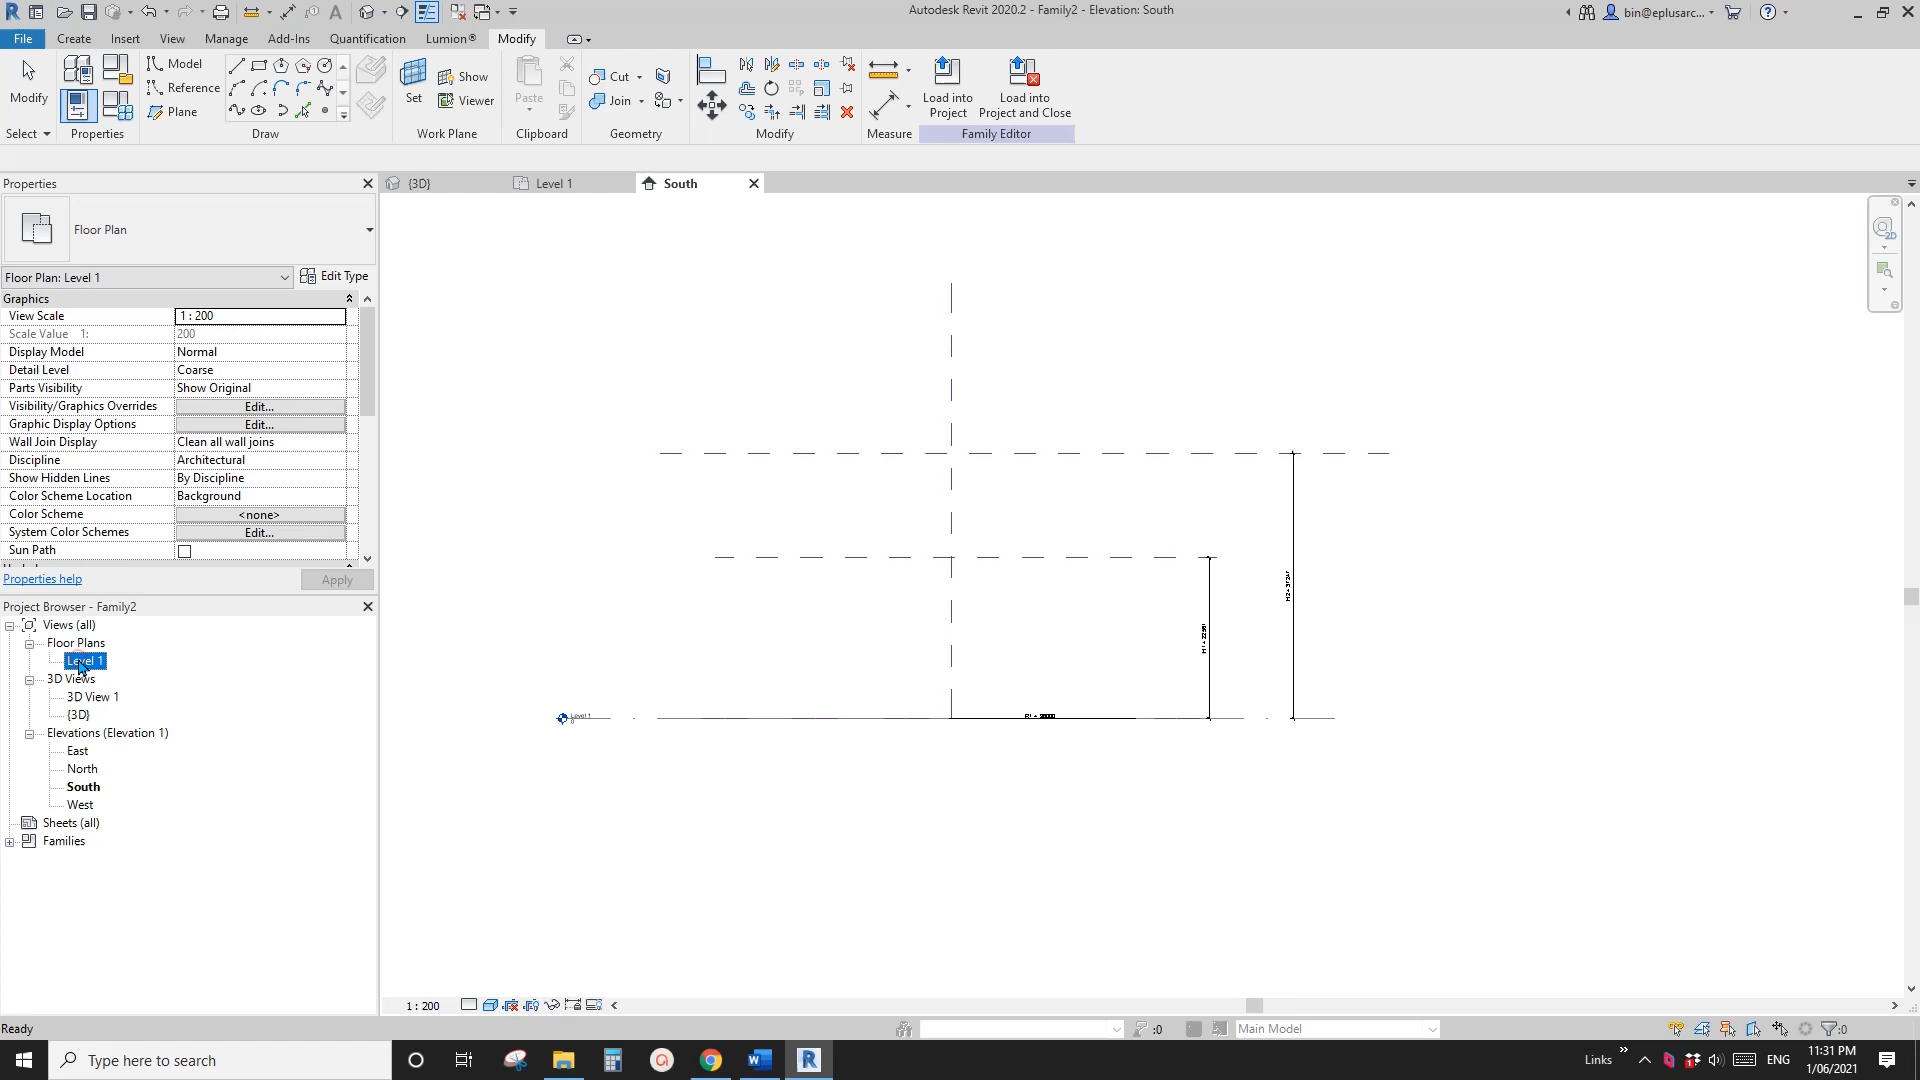 Autodesk Revit 2020.2 - Family2 - Elevation: South
bin@eplusarc...
File Create Insert View Manage Add-Ins Quantification Lumion® Modify
Modify
Select
Properties
Model
Reference
Plane
Draw
Set
Show
Viewer
Work Plane
Paste
Clipboard
Cut
Join
Geometry
Modify
Measure
Load into
Project
Load into
Project and Close
Family Editor
Properties
{3D}
Level 1
South
Floor Plan
Floor Plan: Level 1
Edit Type
Graphics
View Scale 1 : 200
Scale Value 1: 200
Display Model Normal
Detail Level Coarse
Parts Visibility Show Original
Visibility/Graphics Overrides Edit...
Graphic Display Options Edit...
Wall Join Display Clean all wall joins
Discipline Architectural
Show Hidden Lines By Discipline
Color Scheme Location Background
Color Scheme <none>
System Color Schemes Edit...
Sun Path
Properties help
Apply
Project Browser - Family2
Views (all)
Floor Plans
Level 1
3D Views
3D View 1
{3D}
Elevations (Elevation 1)
East
North
South
West
Sheets (all)
Families
Level 1
0
1 : 200
Ready
:0
Main Model
:0
Type here to search
Links
ENG
11:31 PM
1/06/2021